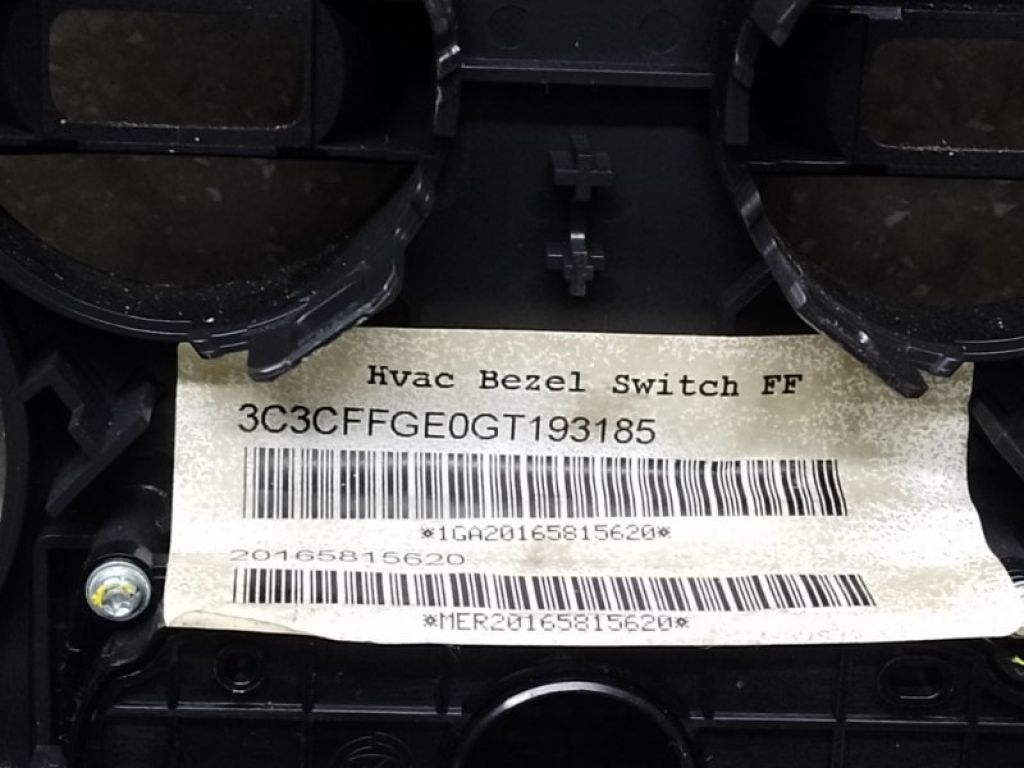 Hvac Bezel Switch FF
3C3CFFGE0GT193185
*1GA20165815620*
20165815620
*MER20165815620*